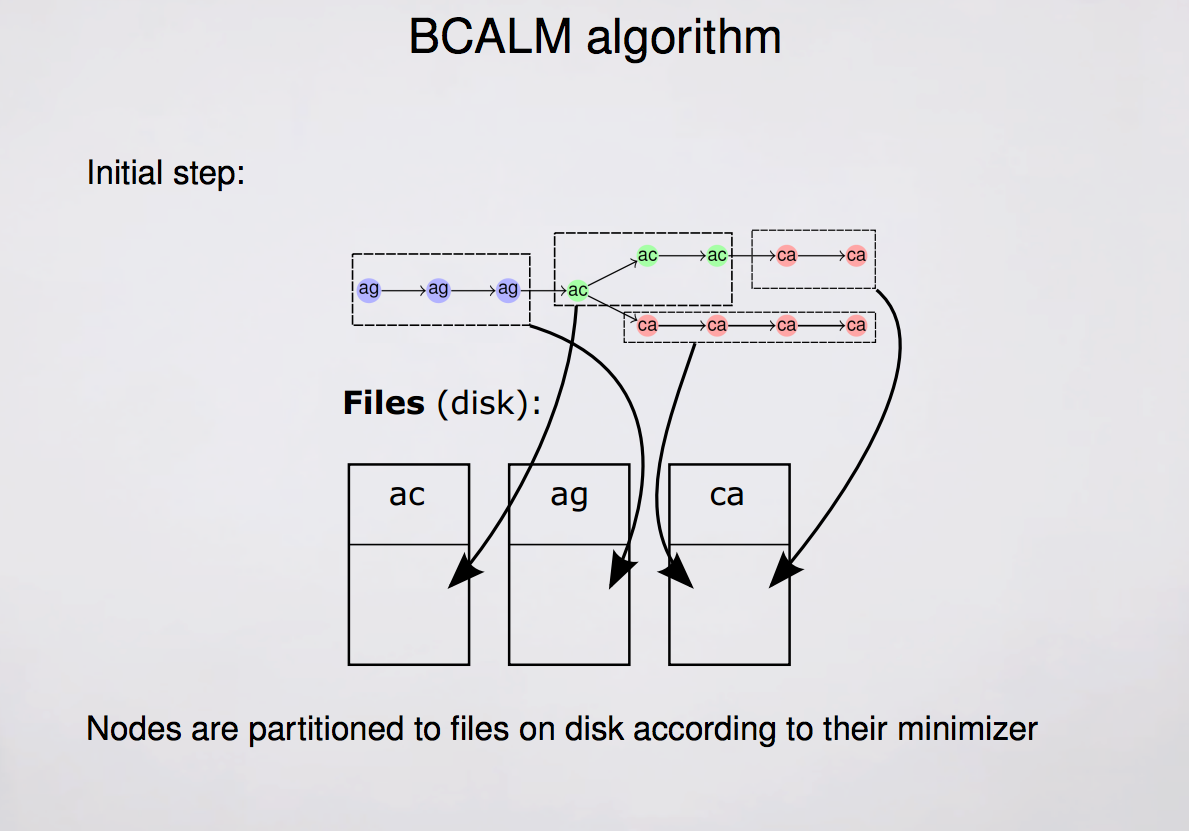 BCALM algorithm
Initial step:
ac ac ca ca
ag ag ag ac
ca ca ca ca
Files (disk):
ac ag ca
Nodes are partitioned to files on disk according to their minimizer